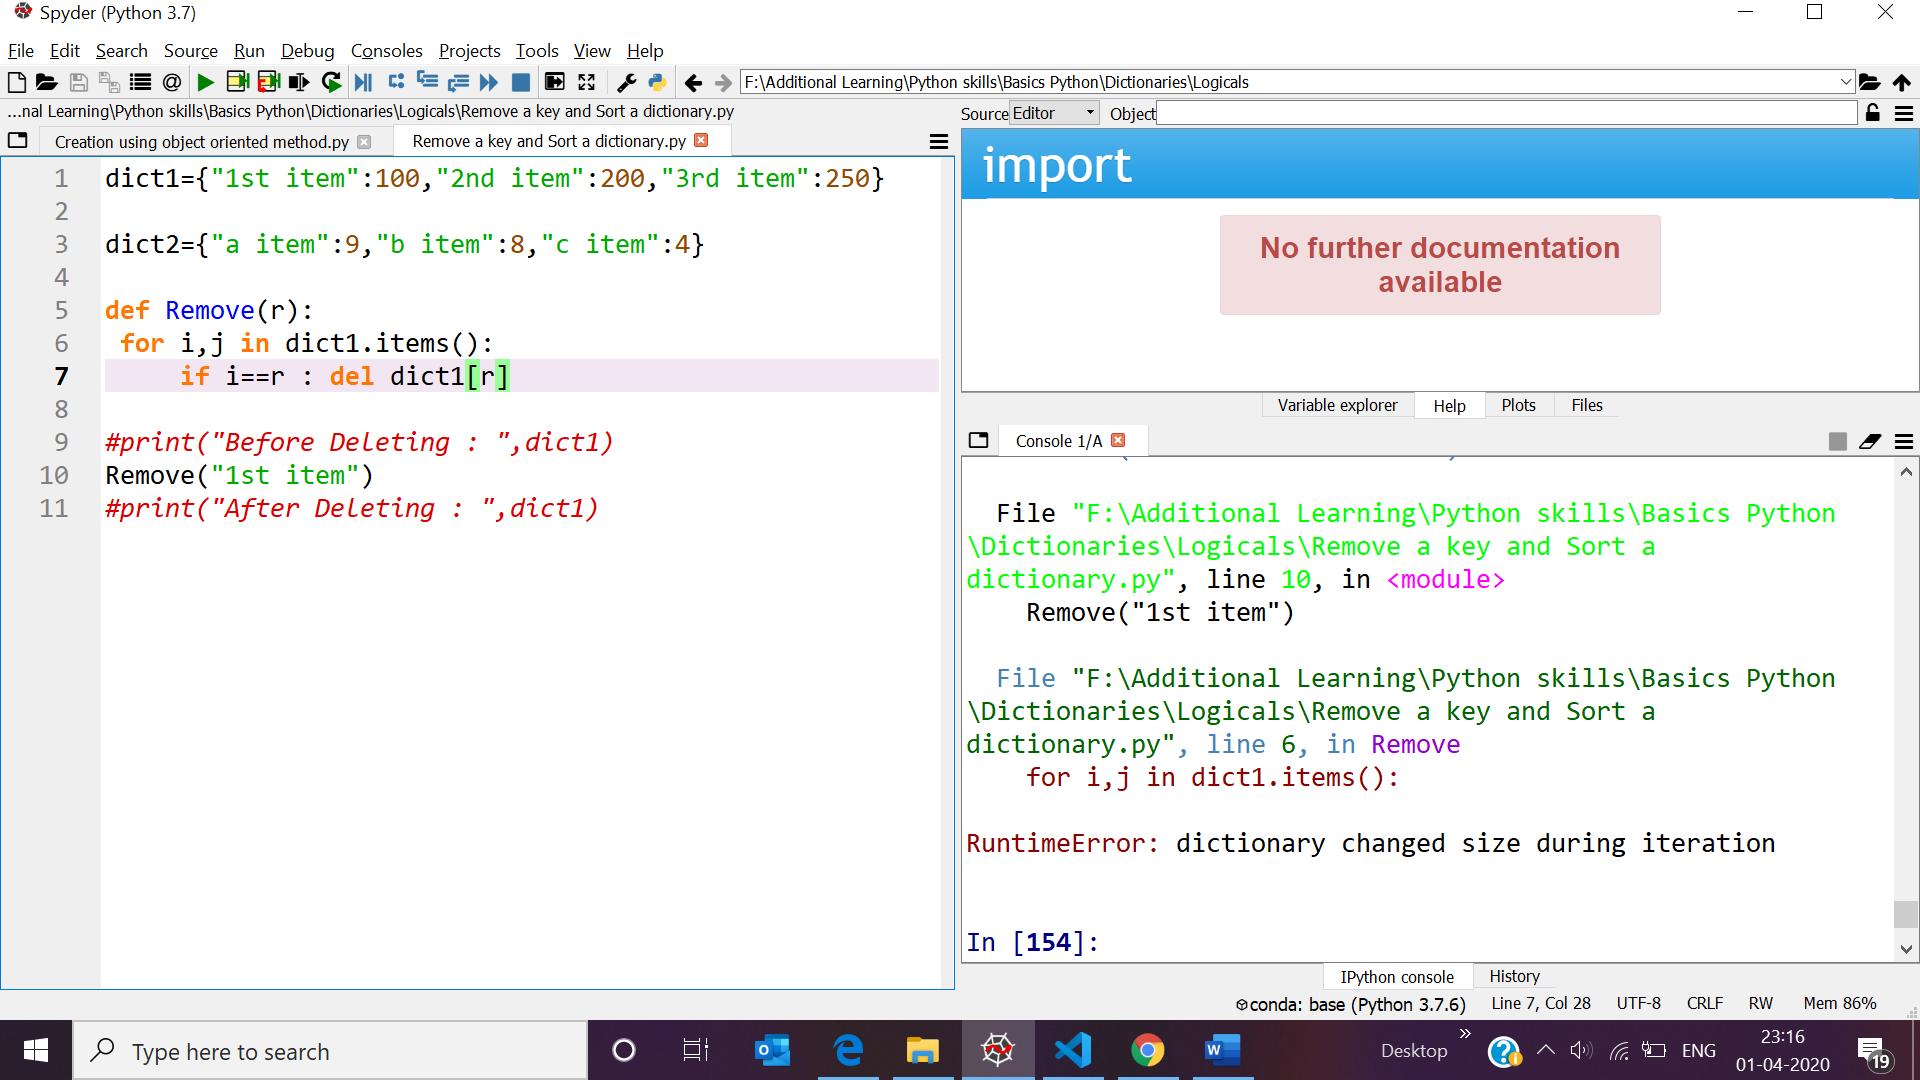 Spyder (Python 3.7)
File Edit Search Source Run Debug Consoles Projects Tools View Help
F:\Additional Learning\Python skills\Basics Python\Dictionaries\Logicals
...nal Learning\Python skills\Basics Python\Dictionaries\Logicals\Remove a key and Sort a dictionary.py
Creation using object oriented method.py
Remove a key and Sort a dictionary.py
1 dict1={"1st item":100,"2nd item":200,"3rd item":250}
2
3 dict2={"a item":9,"b item":8,"c item":4}
4
5 def Remove(r):
6  for i,j in dict1.items():
7      if i==r : del dict1[r]
8
9 #print("Before Deleting : ",dict1)
10 Remove("1st item")
11 #print("After Deleting : ",dict1)
Source Editor Object
import
No further documentation
available
Variable explorer Help Plots Files
Console 1/A
File "F:\Additional Learning\Python skills\Basics Python
\Dictionaries\Logicals\Remove a key and Sort a
dictionary.py", line 10, in <module>
Remove("1st item")
File "F:\Additional Learning\Python skills\Basics Python
\Dictionaries\Logicals\Remove a key and Sort a
dictionary.py", line 6, in Remove
for i,j in dict1.items():
RuntimeError: dictionary changed size during iteration
In [154]:
IPython console History
conda: base (Python 3.7.6) Line 7, Col 28 UTF-8 CRLF RW Mem 86%
Type here to search
Desktop
ENG
23:16
01-04-2020
19